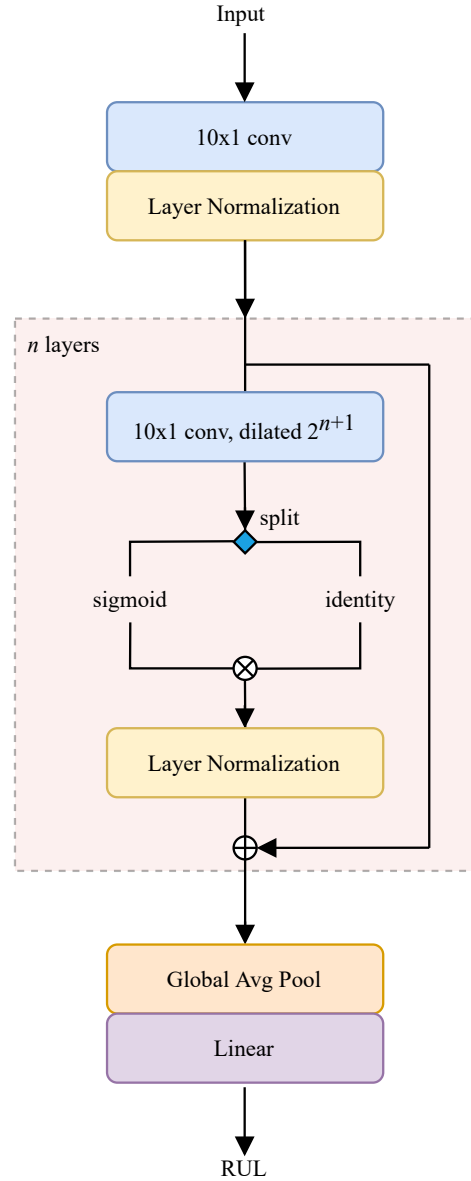 Input
10x1 conv
Layer Normalization
n layers
10x1 conv, dilated 2^{n+1}
split
sigmoid
identity
Layer Normalization
Global Avg Pool
Linear
RUL